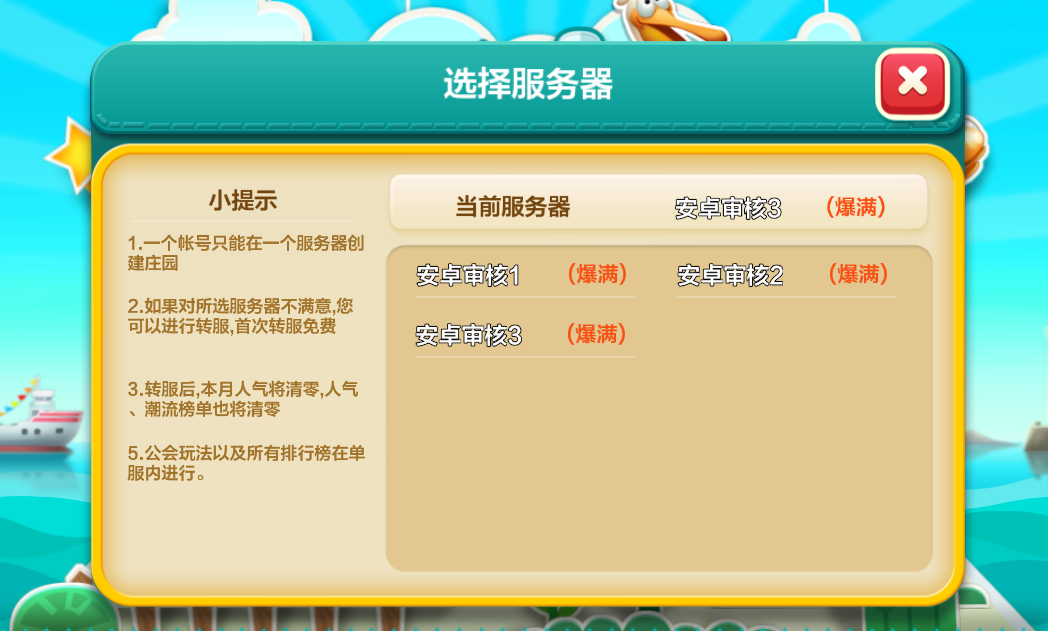 选择服务器
小提示
1.一个帐号只能在一个服务器创
建庄园
2.如果对所选服务器不满意,您
可以进行转服,首次转服免费
3.转服后,本月人气将清零,人气
、潮流榜单也将清零
5.公会玩法以及所有排行榜在单
服内进行。
当前服务器 安卓审核3 (爆满)
安卓审核1 (爆满) 安卓审核2 (爆满)
安卓审核3 (爆满)